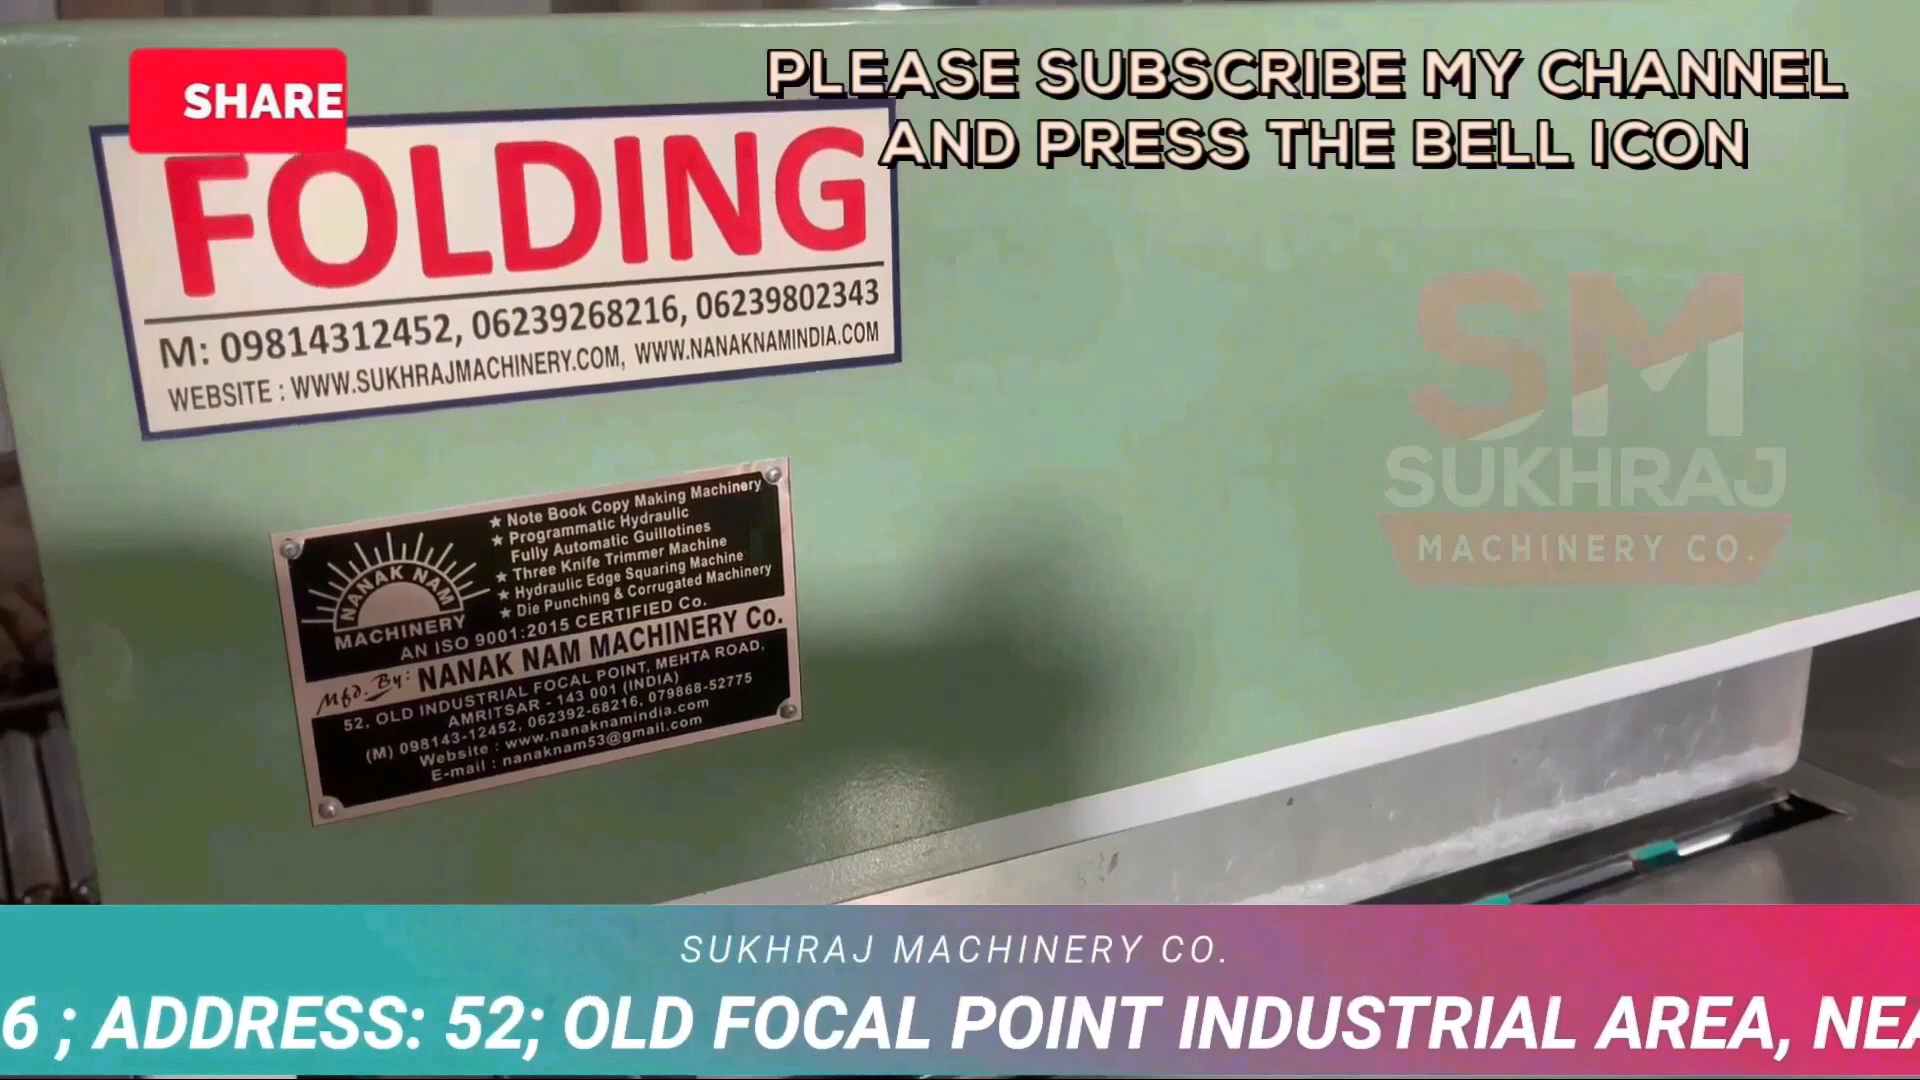 SHARE
PLEASE SUBSCRIBE MY CHANNEL
AND PRESS THE BELL ICON
FOLDING
M: 09814312452, 06239268216, 06239802343
WEBSITE : WWW.SUKHRAJMACHINERY.COM, WWW.NANAKNAMINDIA.COM
SM
SUKHRAJ
MACHINERY CO.
NANAK NAM
MACHINERY
★ Note Book Copy Making Machinery
★ Programmatic Hydraulic
Fully Automatic Guillotines
★ Three Knife Trimmer Machine
★ Hydraulic Edge Squaring Machine
★ Die Punching & Corrugated Machinery
AN ISO 9001:2015 CERTIFIED Co.
Mfd. By: NANAK NAM MACHINERY Co.
52, OLD INDUSTRIAL FOCAL POINT, MEHTA ROAD,
AMRITSAR - 143 001 (INDIA)
(M) 098143-12452, 062392-68216, 079868-52775
Website : www.nanaknamindia.com
E-mail : nanaknam53@gmail.com
SUKHRAJ MACHINERY CO.
6 ; ADDRESS: 52; OLD FOCAL POINT INDUSTRIAL AREA, NEA